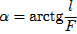 α = arctg l/F